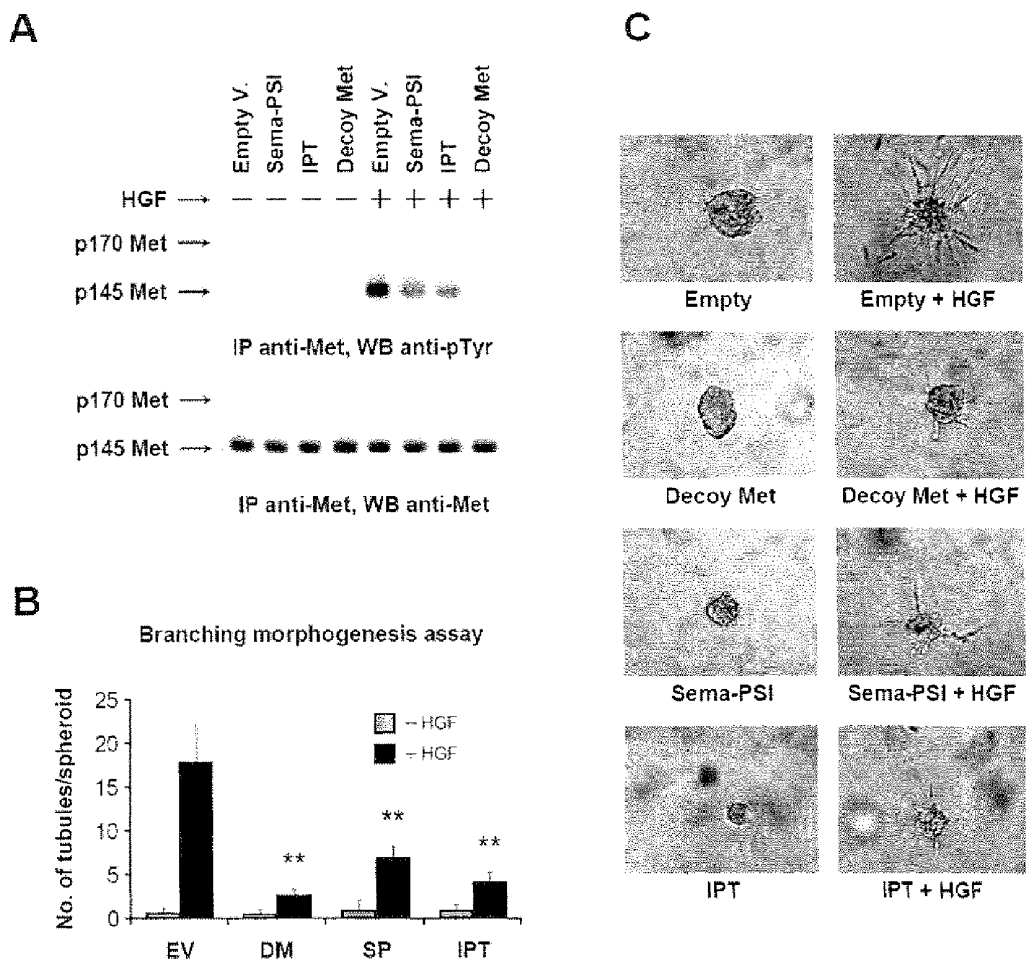 A
Empty V.
Sema-PSI
IPT
Decoy Met
Empty V.
Sema-PSI
IPT
Decoy Met
HGF → – – – – + + + +
p170 Met →
p145 Met →
IP anti-Met, WB anti-pTyr
p170 Met →
p145 Met →
IP anti-Met, WB anti-Met
B
Branching morphogenesis assay
No. of tubules/spheroid
25
20
15
10
5
0
– HGF
÷ HGF
**
**
**
EV DM SP IPT
C
Empty
Empty + HGF
Decoy Met
Decoy Met + HGF
Sema-PSI
Sema-PSI + HGF
IPT
IPT + HGF